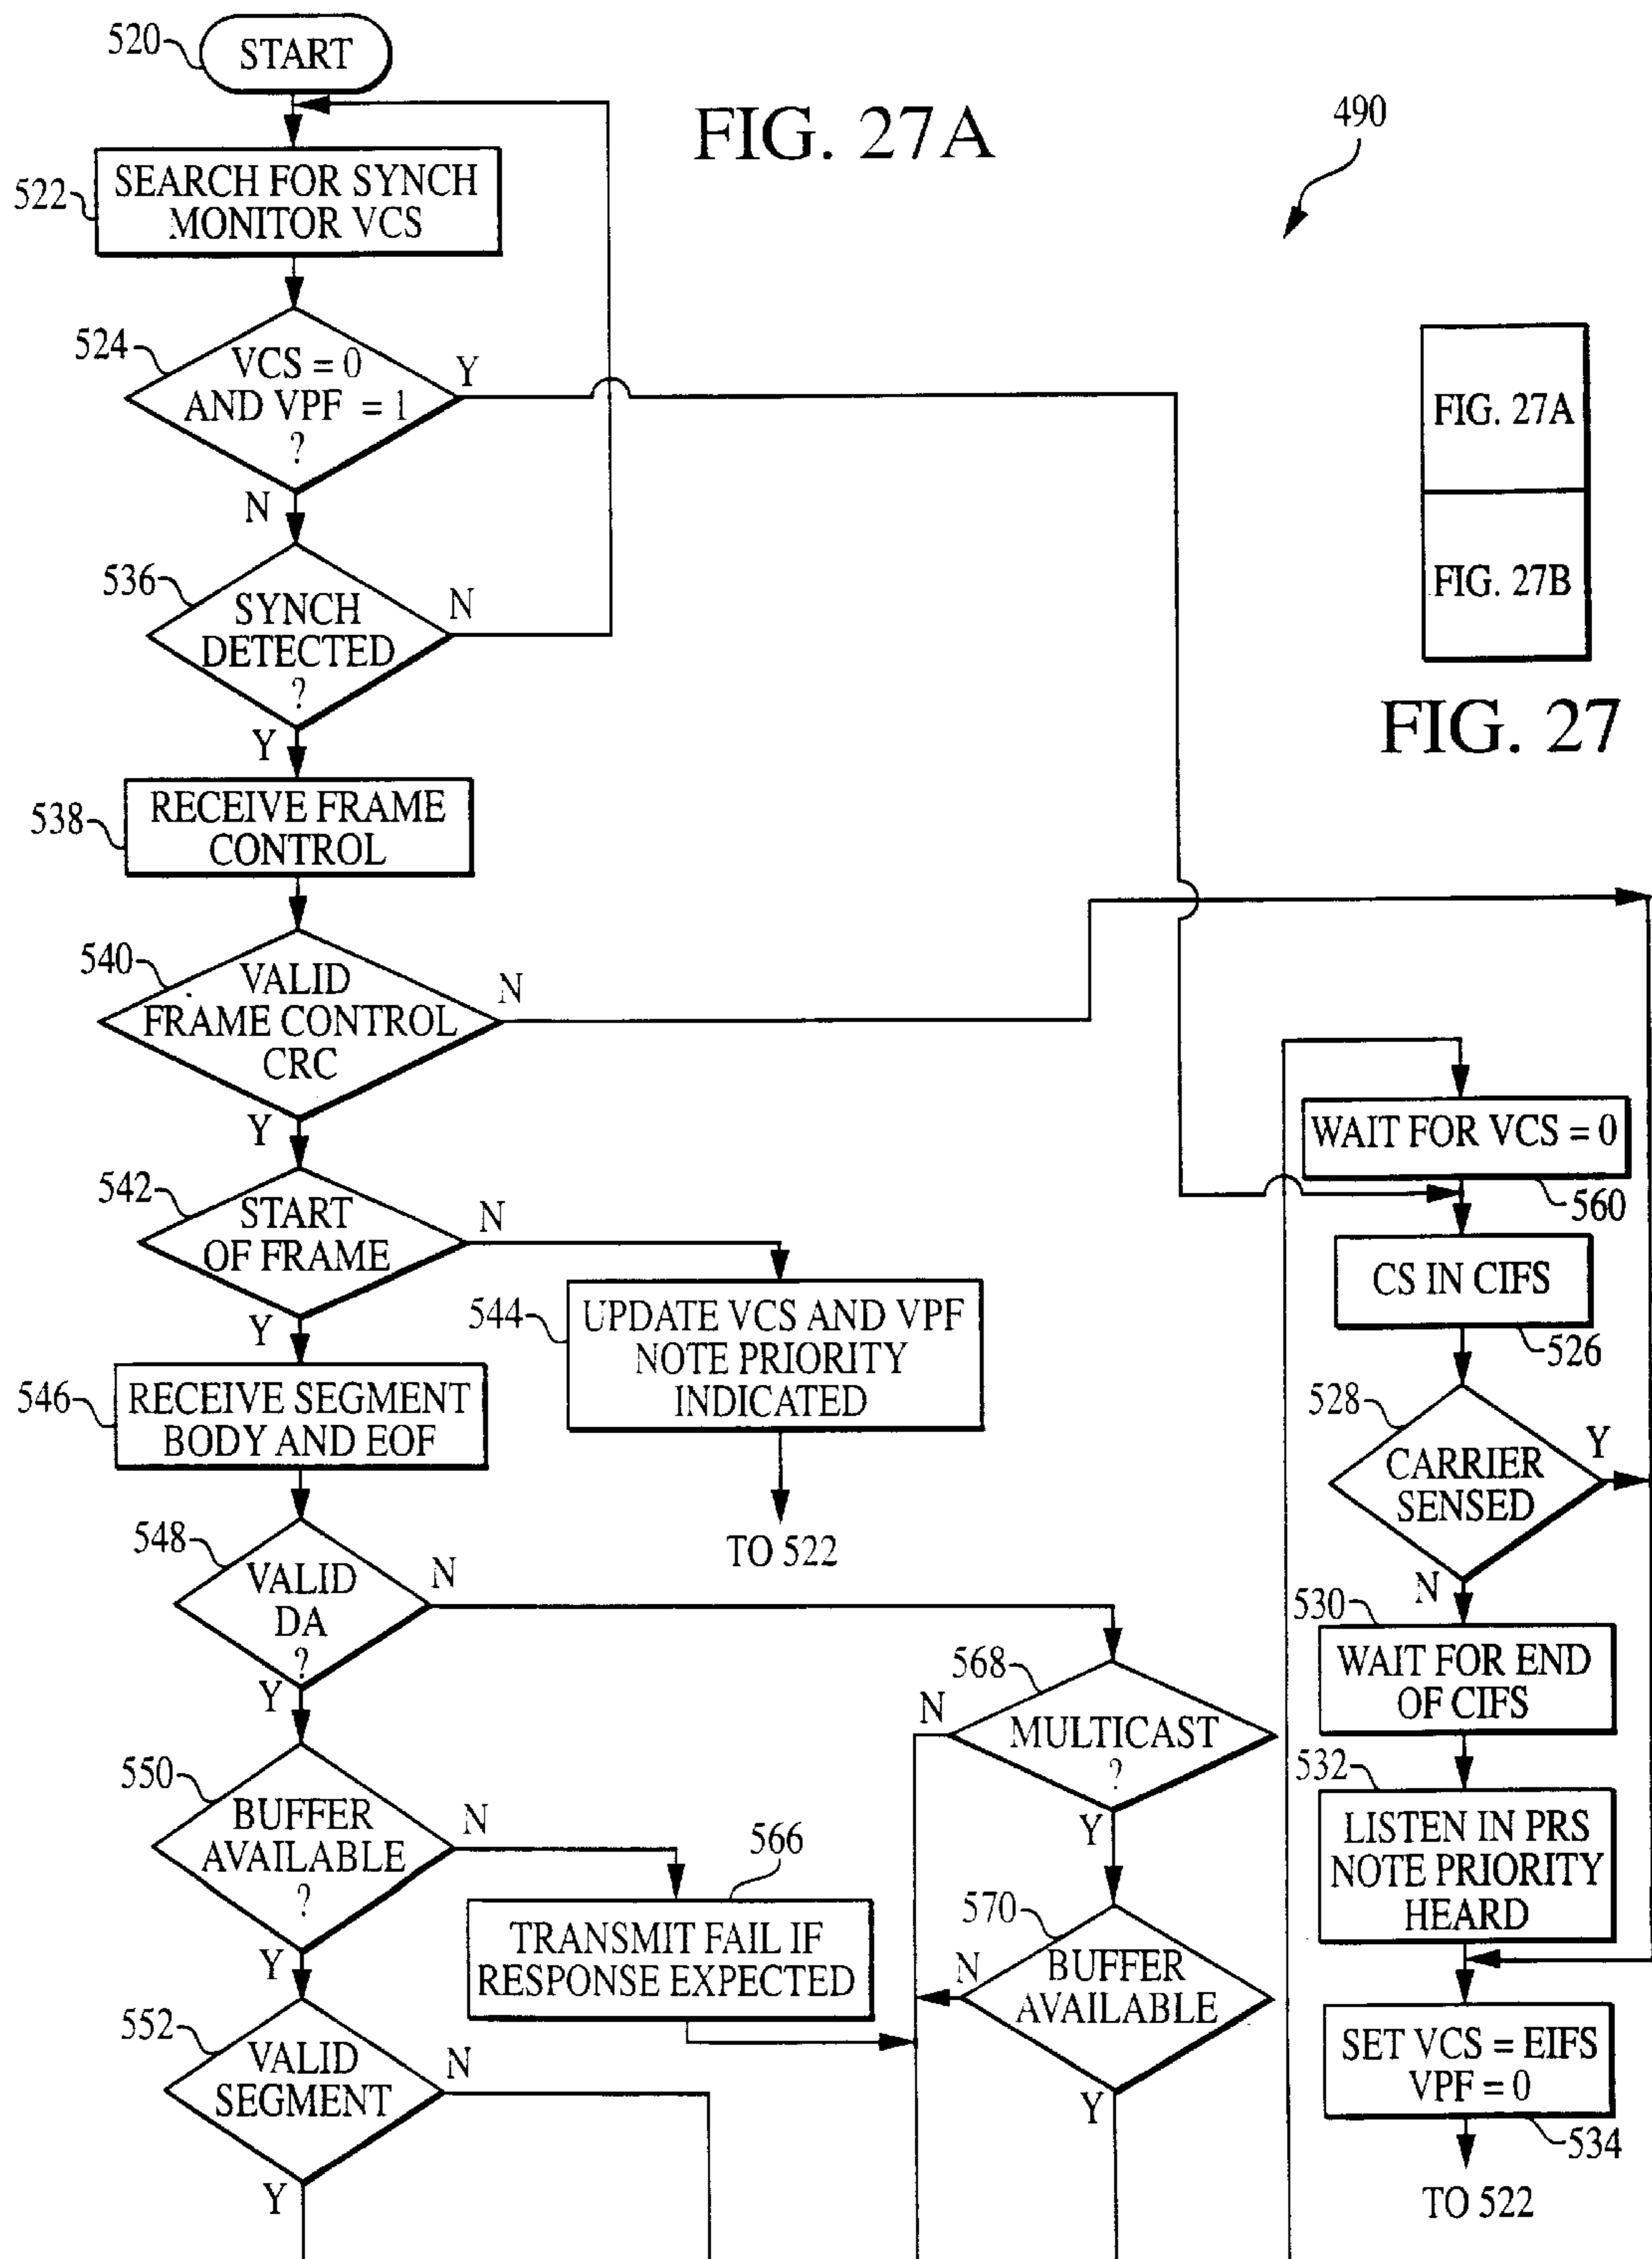 520
START
FIG. 27A
490
522
SEARCH FOR SYNCH
MONITOR VCS
524
VCS = 0
AND VPF = 1
?
Y
N
FIG. 27A
FIG. 27B
FIG. 27
536
SYNCH
DETECTED
?
N
Y
538
RECEIVE FRAME
CONTROL
540
VALID
FRAME CONTROL
CRC
N
Y
WAIT FOR VCS = 0
560
542
START
OF FRAME
N
Y
544
UPDATE VCS AND VPF
NOTE PRIORITY
INDICATED
TO 522
CS IN CIFS
526
546
RECEIVE SEGMENT
BODY AND EOF
528
CARRIER
SENSED
Y
N
548
VALID
DA
?
N
Y
568
MULTICAST
?
N
Y
530
WAIT FOR END
OF CIFS
550
BUFFER
AVAILABLE
?
N
Y
566
TRANSMIT FAIL IF
RESPONSE EXPECTED
570
BUFFER
AVAILABLE
N
Y
532
LISTEN IN PRS
NOTE PRIORITY
HEARD
552
VALID
SEGMENT
N
Y
SET VCS = EIFS
VPF = 0
534
TO 522